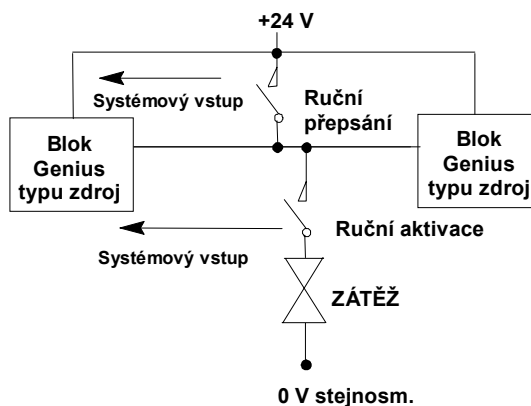 +24 V
Systémový vstup
Ruční
přepsání
Blok
Genius
typu zdroj
Blok
Genius
typu zdroj
Ruční aktivace
Systémový vstup
ZÁTĚŽ
0 V stejnosm.